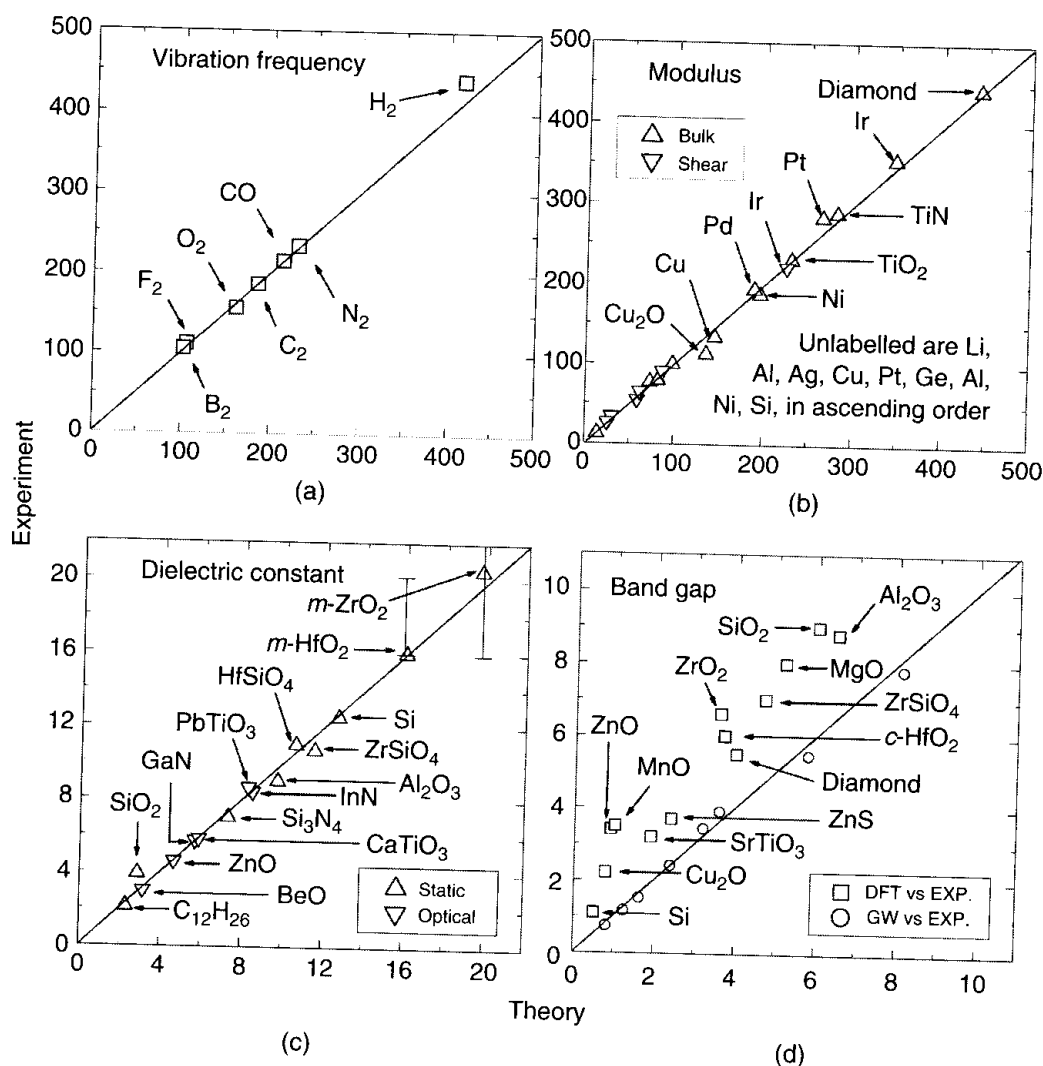 500
400
300
200
100
0
Vibration frequency
H₂
CO
O₂
F₂
N₂
C₂
B₂
0 100 200 300 400 500
(a)
500
400
300
200
100
0
Modulus
Bulk
Shear
Diamond
Ir
Pt
TiN
Ir
Pd
TiO₂
Cu
Ni
Cu₂O
Unlabelled are Li,
Al, Ag, Cu, Pt, Ge, Al,
Ni, Si, in ascending order
0 100 200 300 400 500
(b)
Experiment
20
16
12
8
4
0
Dielectric constant
m-ZrO₂
m-HfO₂
HfSiO₄
Si
PbTiO₃
ZrSiO₄
GaN
Al₂O₃
InN
SiO₂
Si₃N₄
CaTiO₃
ZnO
BeO
C₁₂H₂₆
Static
Optical
0 4 8 12 16 20
(c)
10
8
6
4
2
0
Band gap
Al₂O₃
SiO₂
MgO
ZrO₂
ZrSiO₄
ZnO
c-HfO₂
MnO
Diamond
ZnS
SrTiO₃
Cu₂O
Si
DFT vs EXP.
GW vs EXP.
0 2 4 6 8 10
(d)
Theory